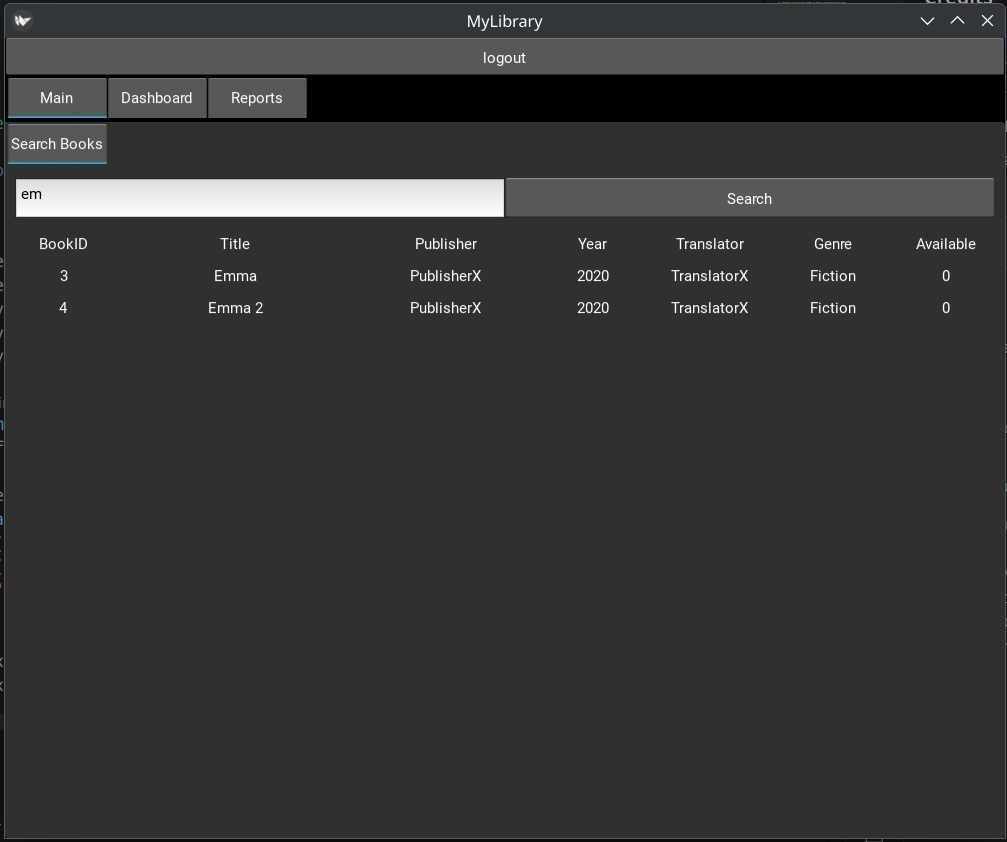 MyLibrary
logout
Main Dashboard Reports
Search Books
em Search
BookID Title Publisher Year Translator Genre Available
3 Emma PublisherX 2020 TranslatorX Fiction 0
4 Emma 2 PublisherX 2020 TranslatorX Fiction 0